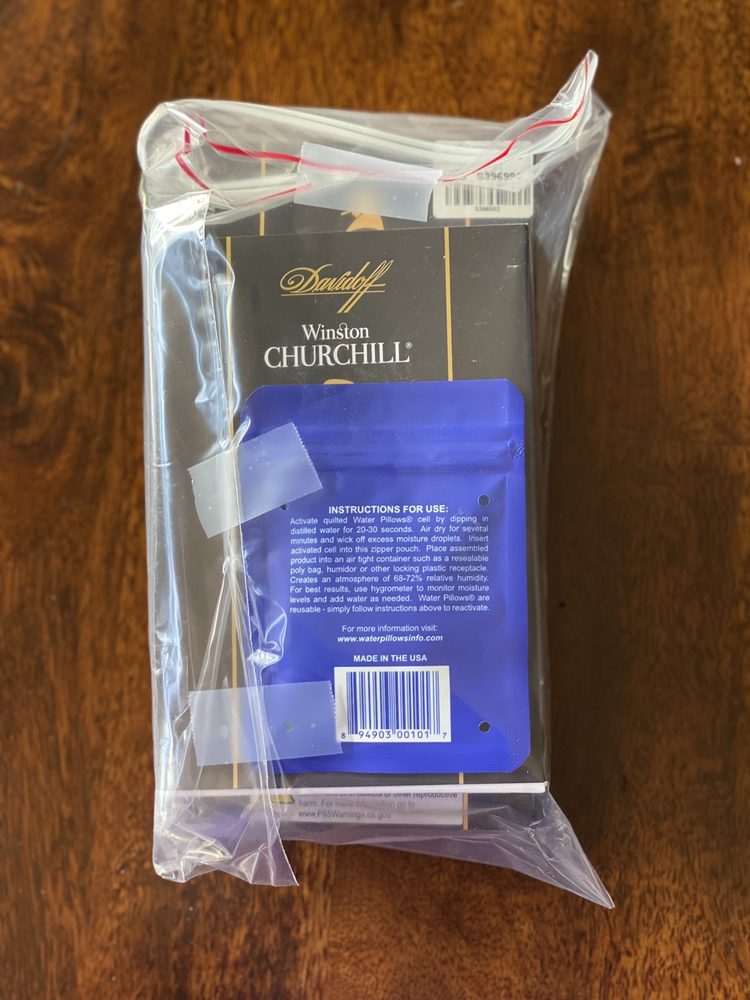 8396992
Davidoff
Winston
CHURCHILL®
INSTRUCTIONS FOR USE:
Activate quilted Water Pillows® cell by dipping in
distilled water for 20-30 seconds. Air dry for several
minutes and wick off excess moisture droplets. Insert
activated cell into this zipper pouch. Place assembled
product into an air tight container such as a resealable
poly bag, humidor or other locking plastic receptacle.
Creates an atmosphere of 68-72% relative humidity.
For best results, use hygrometer to monitor moisture
levels and add water as needed. Water Pillows® are
reusable - simply follow instructions above to reactivate.
For more information visit:
www.waterpillowsinfo.com
MADE IN THE USA
8 94903 00101 7
defects or other reproductive
harm. For more information go to
www.P65Warnings.ca.gov